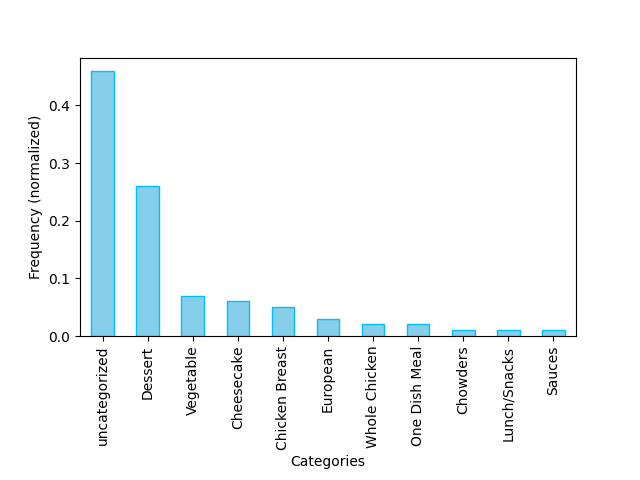 Frequency (normalized)
0.4
0.3
0.2
0.1
0.0
uncategorized
Dessert
Vegetable
Cheesecake
Chicken Breast
European
Whole Chicken
One Dish Meal
Chowders
Lunch/Snacks
Sauces
Categories